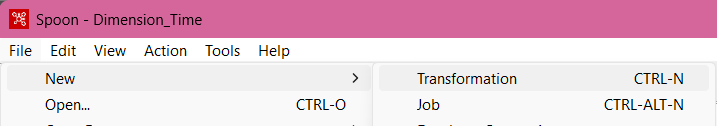 Spoon - Dimension_Time
File Edit View Action Tools Help
New Transformation CTRL-N
Open... CTRL-O Job CTRL-ALT-N